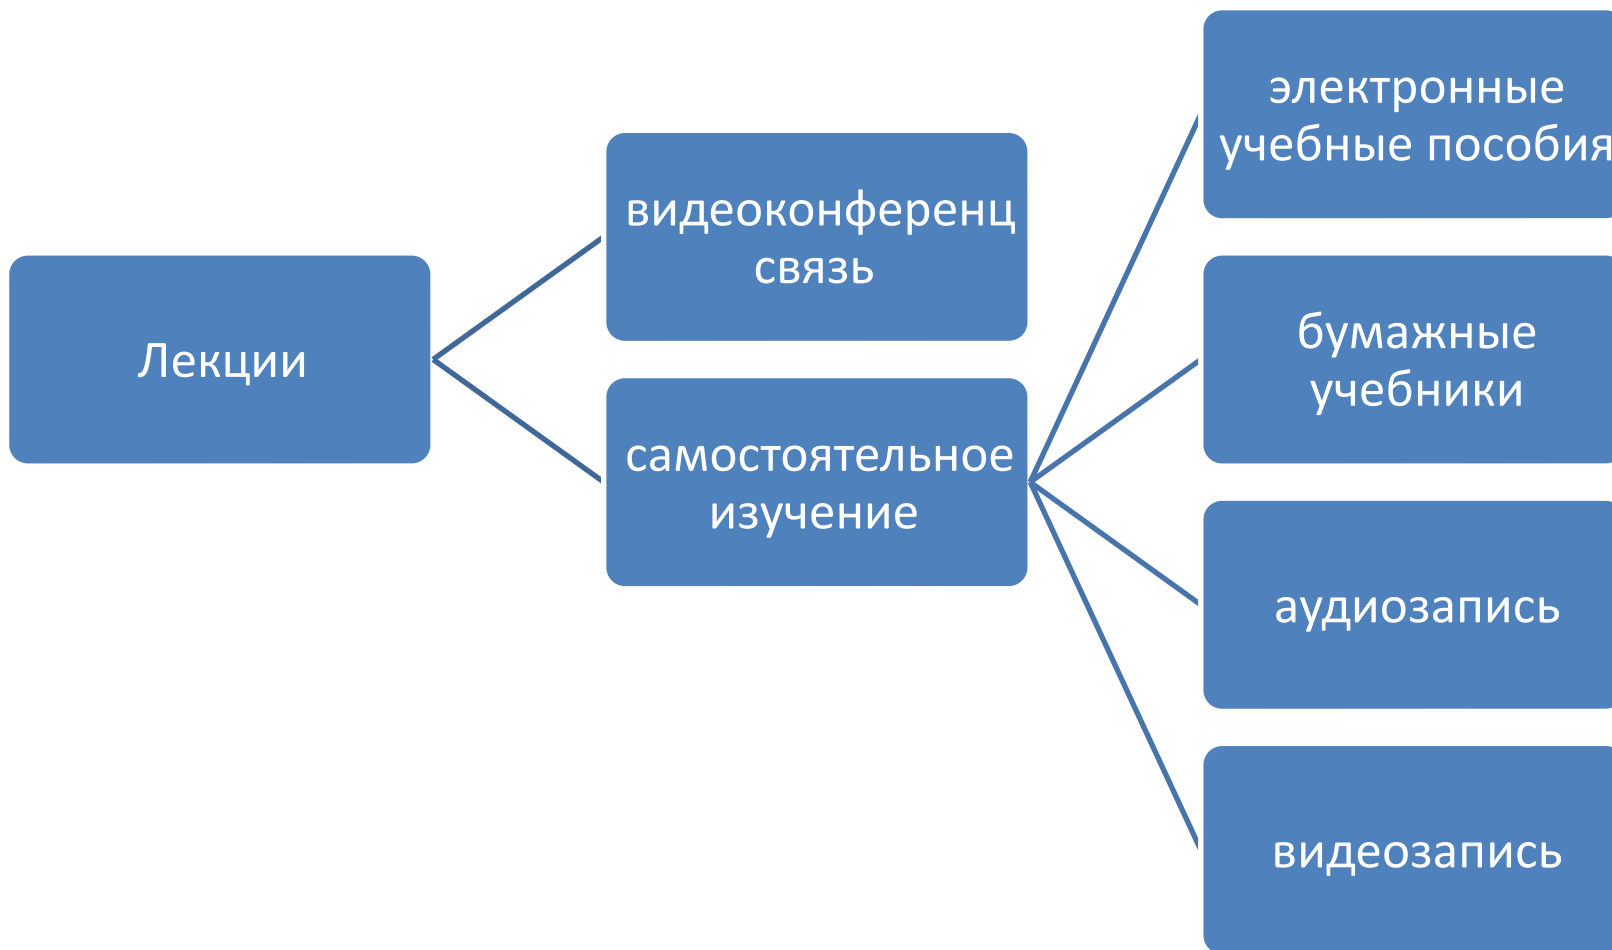 Лекции
видеоконференц
связь
самостоятельное
изучение
электронные
учебные пособия
бумажные
учебники
аудиозапись
видеозапись